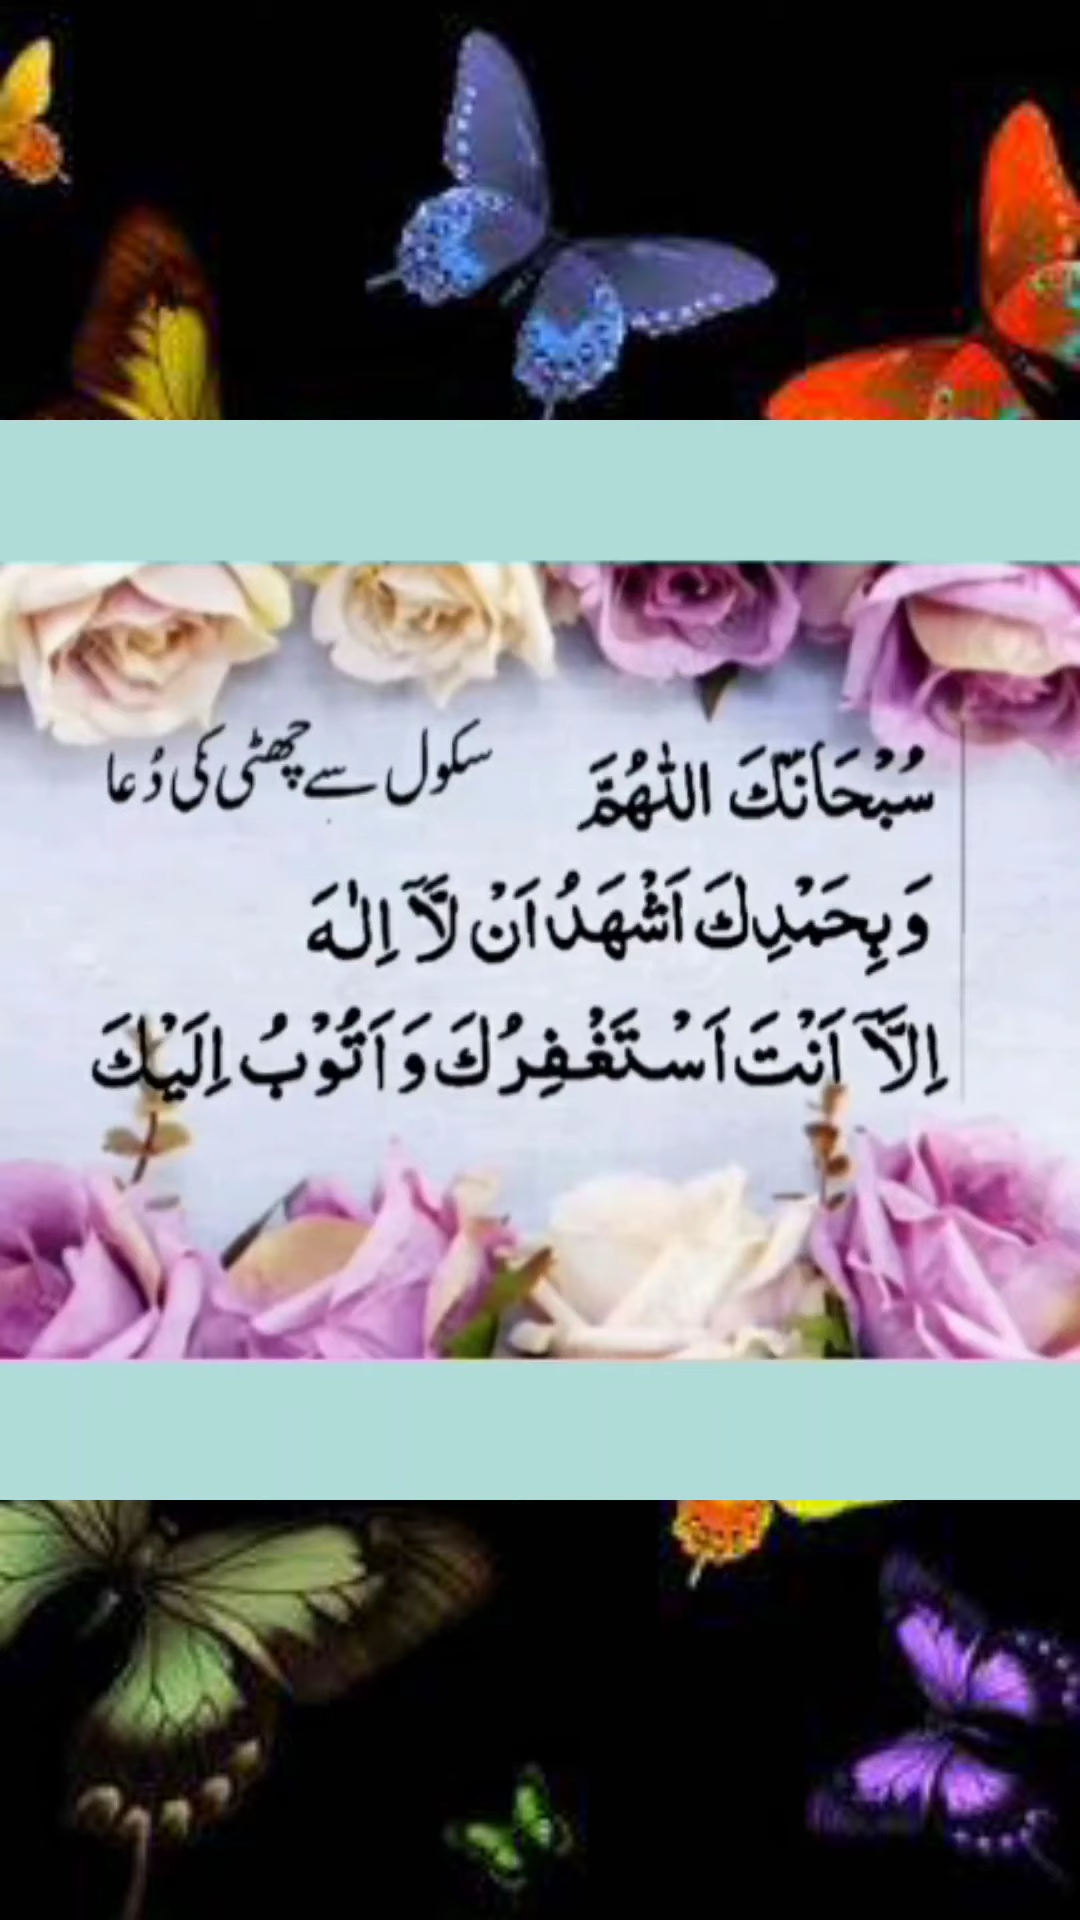 سکول سے چھٹی کی دُعا
سُبْحَانَكَ اللّٰهُمَّ
وَبِحَمْدِكَ اَشْهَدُ اَنْ لَّآ اِلٰهَ
اِلَّآ اَنْتَ اَسْتَغْفِرُكَ وَاَتُوْبُ اِلَيْكَ